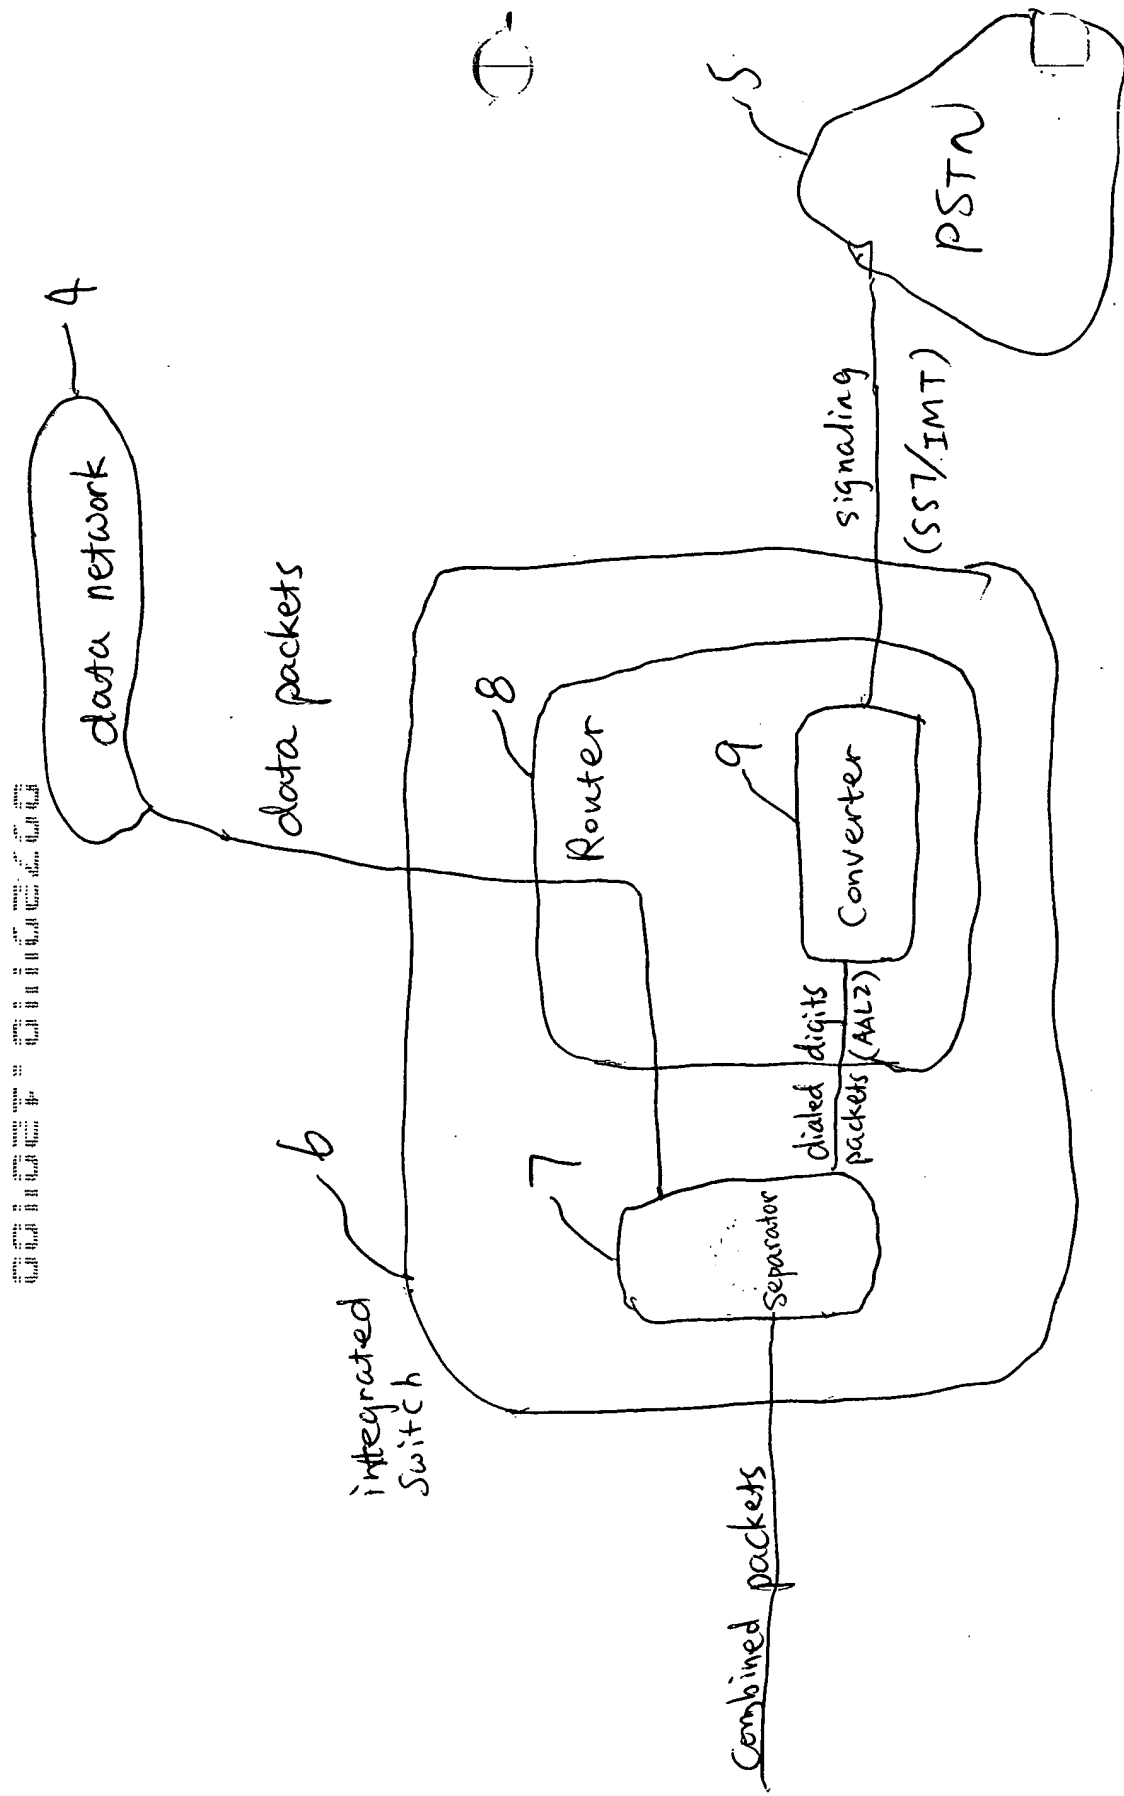 data network
4
data packets
integrated
switch
6
Router
8
Converter
9
Separator
7
dialed digits
packets (AAL2)
Combined packets
signaling
(SS7/IMT)
PSTN
5